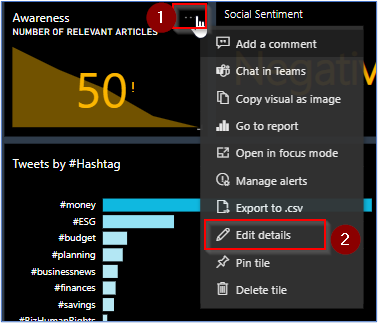 Awareness
NUMBER OF RELEVANT ARTICLES
50!
1
...
Social Sentiment
Add a comment
Chat in Teams
Copy visual as image
Go to report
Open in focus mode
Manage alerts
Export to .csv
Edit details
2
Pin tile
Delete tile
Tweets by #Hashtag
#money
#ESG
#budget
#planning
#businessnews
#finances
#savings
#BizHumanRights